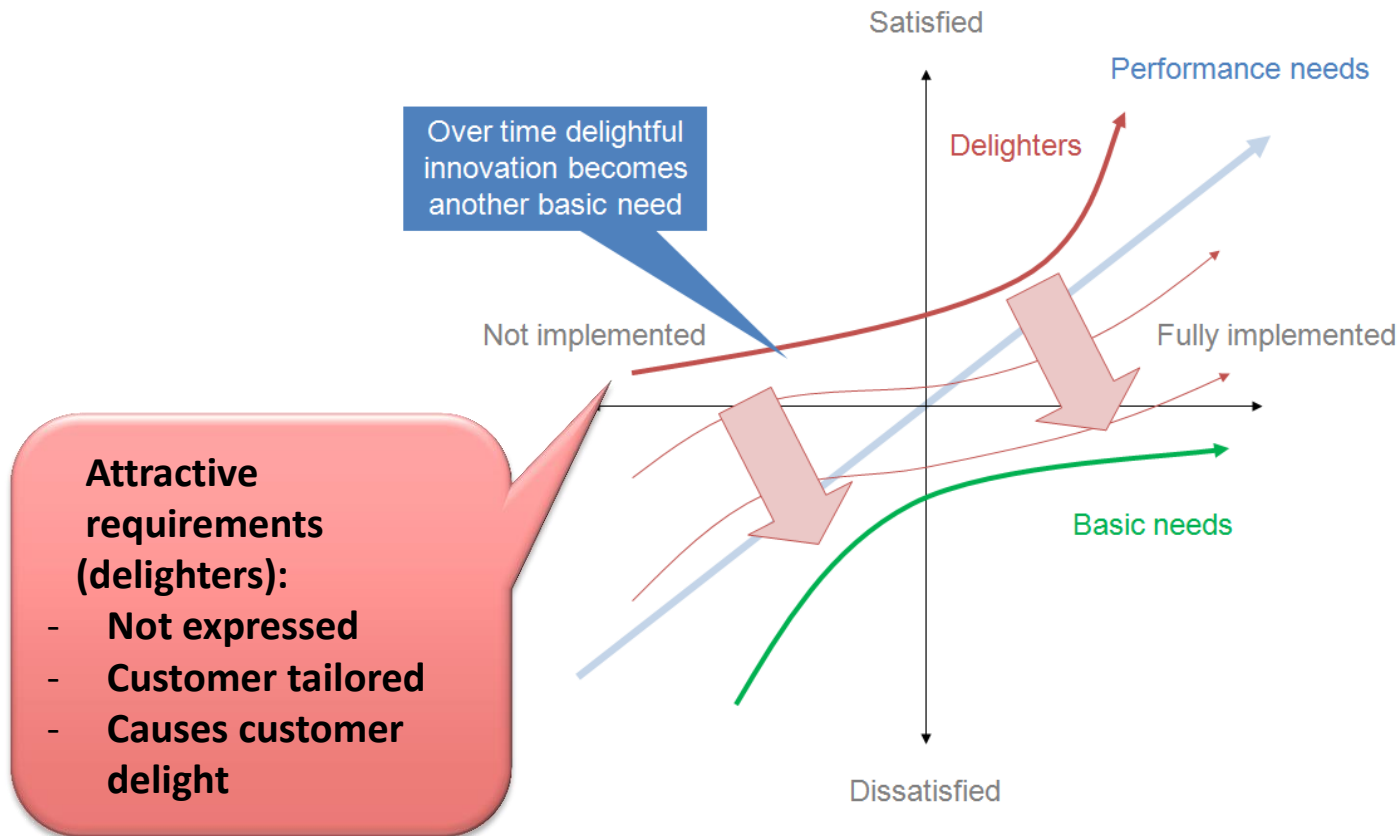 Satisfied
Performance needs
Over time delightful
innovation becomes
another basic need
Delighters
Not implemented
Fully implemented
Attractive
requirements
(delighters):
- Not expressed
- Customer tailored
- Causes customer
delight
Basic needs
Dissatisfied